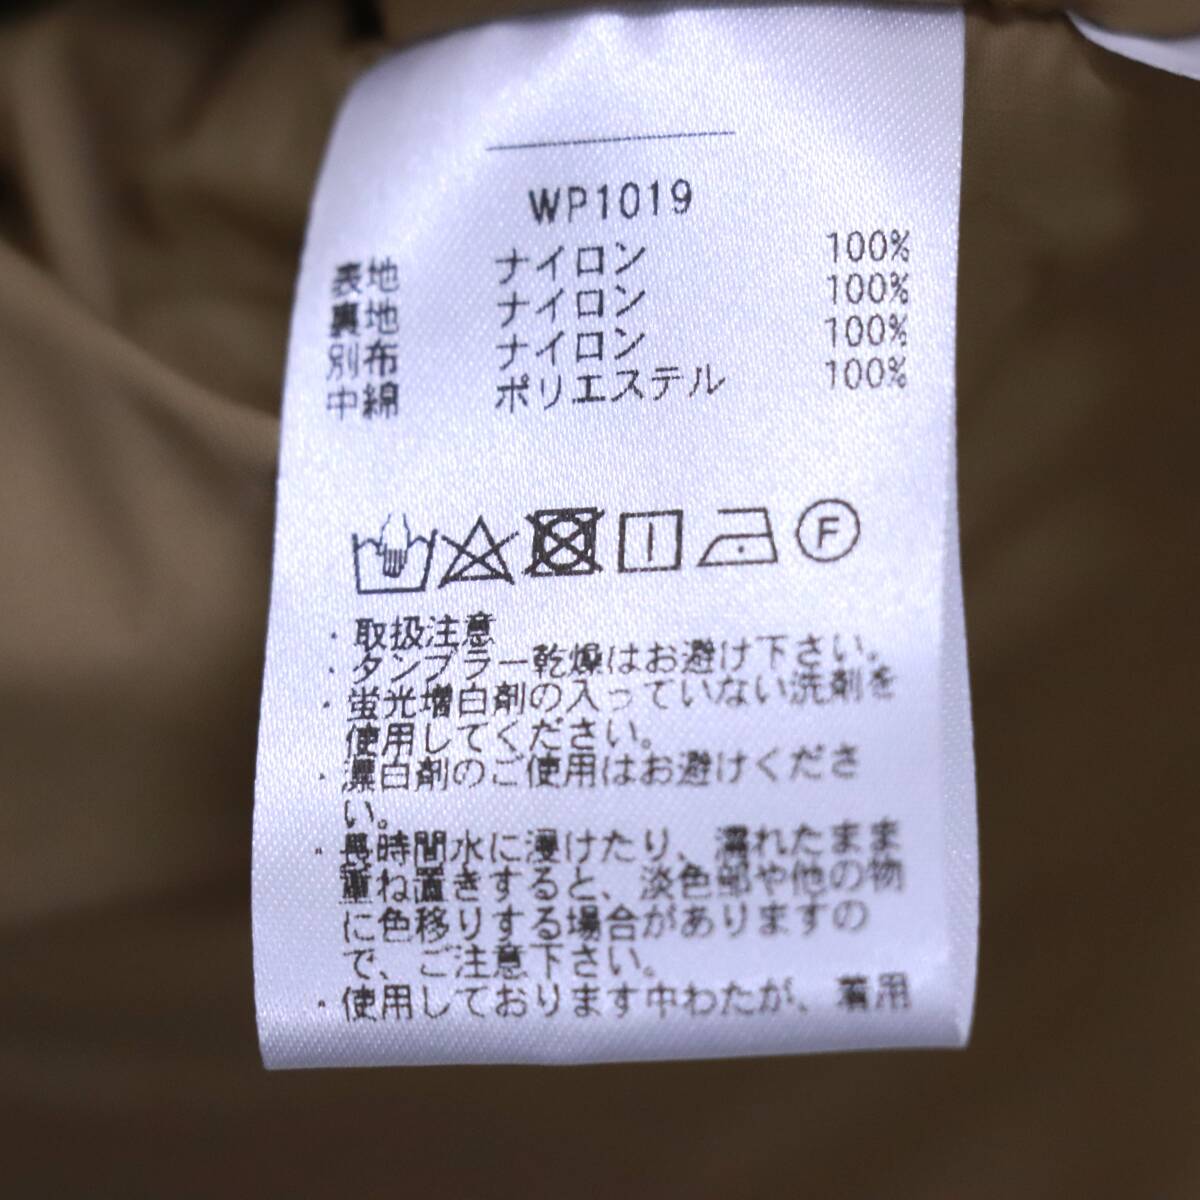 WP1019
表地 ナイロン 100%
裏地 ナイロン 100%
別布 ナイロン 100%
中綿 ポリエステル 100%
F
・取扱注意
・タンブラー乾燥はお避け下さい。
・蛍光増白剤の入っていない洗剤を
使用してください。
・漂白剤のご使用はお避けくださ
い。
・長時間水に浸けたり、濡れたまま
重ね置きすると、淡色部や他の物
に色移りする場合がありますの
で、ご注意下さい。
・使用しております中わたが、着用